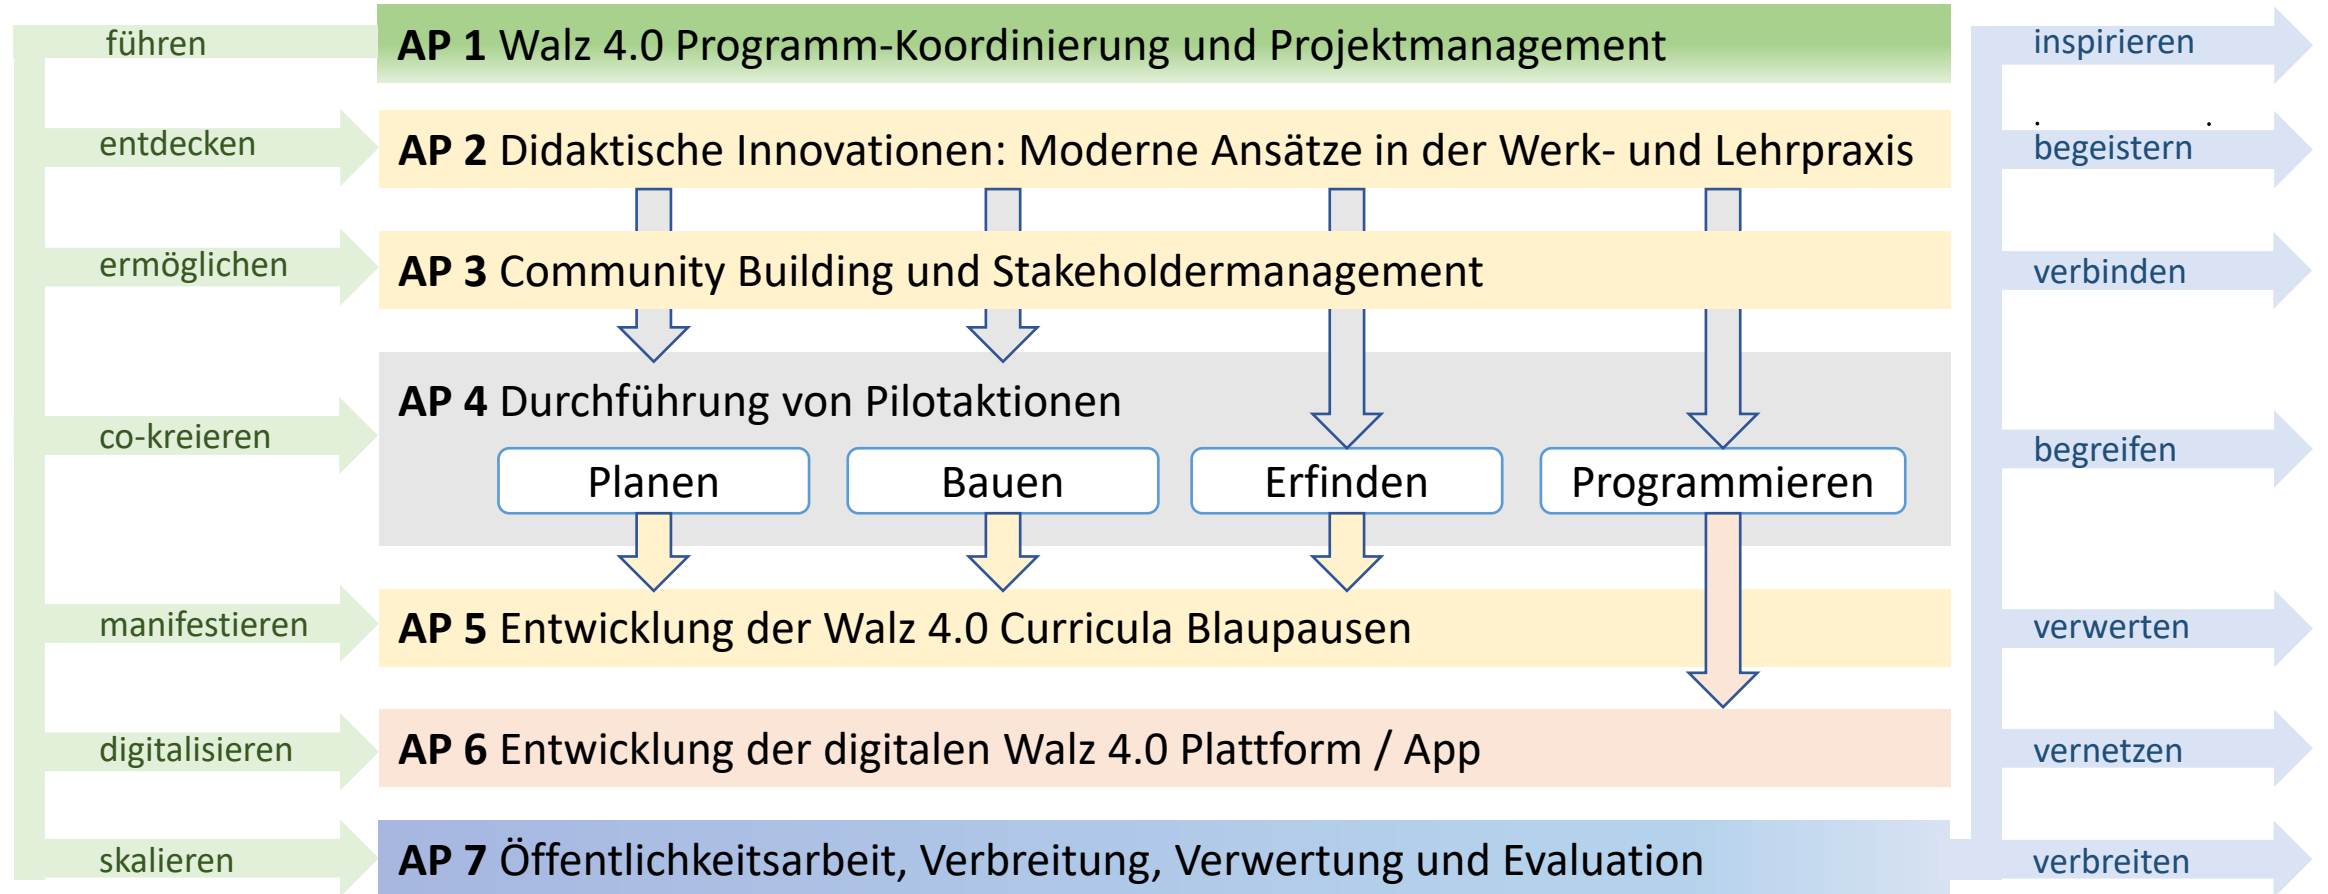 führen
AP 1 Walz 4.0 Programm-Koordinierung und Projektmanagement
inspirieren
entdecken
AP 2 Didaktische Innovationen: Moderne Ansätze in der Werk- und Lehrpraxis
begeistern
ermöglichen
AP 3 Community Building und Stakeholdermanagement
verbinden
AP 4 Durchführung von Pilotaktionen
co-kreieren
begreifen
Planen
Bauen
Erfinden
Programmieren
manifestieren
AP 5 Entwicklung der Walz 4.0 Curricula Blaupausen
verwerten
digitalisieren
AP 6 Entwicklung der digitalen Walz 4.0 Plattform / App
vernetzen
skalieren
AP 7 Öffentlichkeitsarbeit, Verbreitung, Verwertung und Evaluation
verbreiten